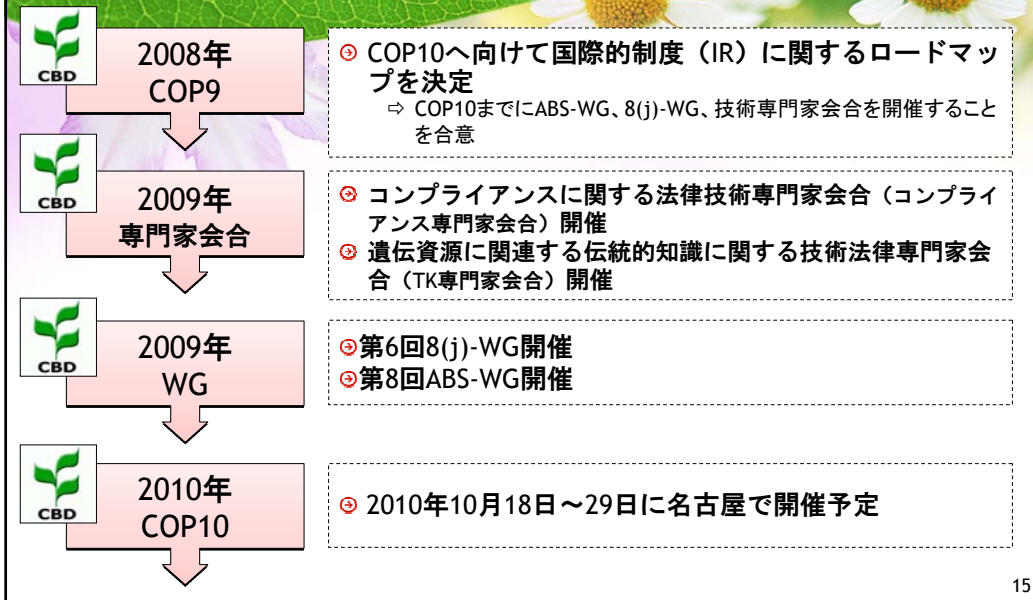 CBD
2008年
COP9
COP10へ向けて国際的制度（IR）に関するロードマッ
プを決定
⇨ COP10までにABS-WG、8(j)-WG、技術専門家会合を開催すること
を合意
CBD
2009年
専門家会合
コンプライアンスに関する法律技術専門家会合（コンプライ
アンス専門家会合）開催
遺伝資源に関連する伝統的知識に関する技術法律専門家会
合（TK専門家会合）開催
CBD
2009年
WG
第6回8(j)-WG開催
第8回ABS-WG開催
CBD
2010年
COP10
2010年10月18日～29日に名古屋で開催予定
15